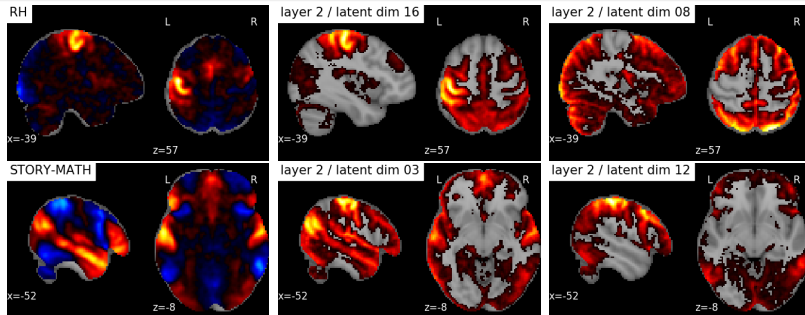 RH
L R
x=-39
z=57
layer 2 / latent dim 16
L R
x=-39
z=57
layer 2 / latent dim 08
L R
x=-39
z=57
STORY-MATH
L R
x=-52
z=-8
layer 2 / latent dim 03
L R
x=-52
z=-8
layer 2 / latent dim 12
L R
x=-52
z=-8